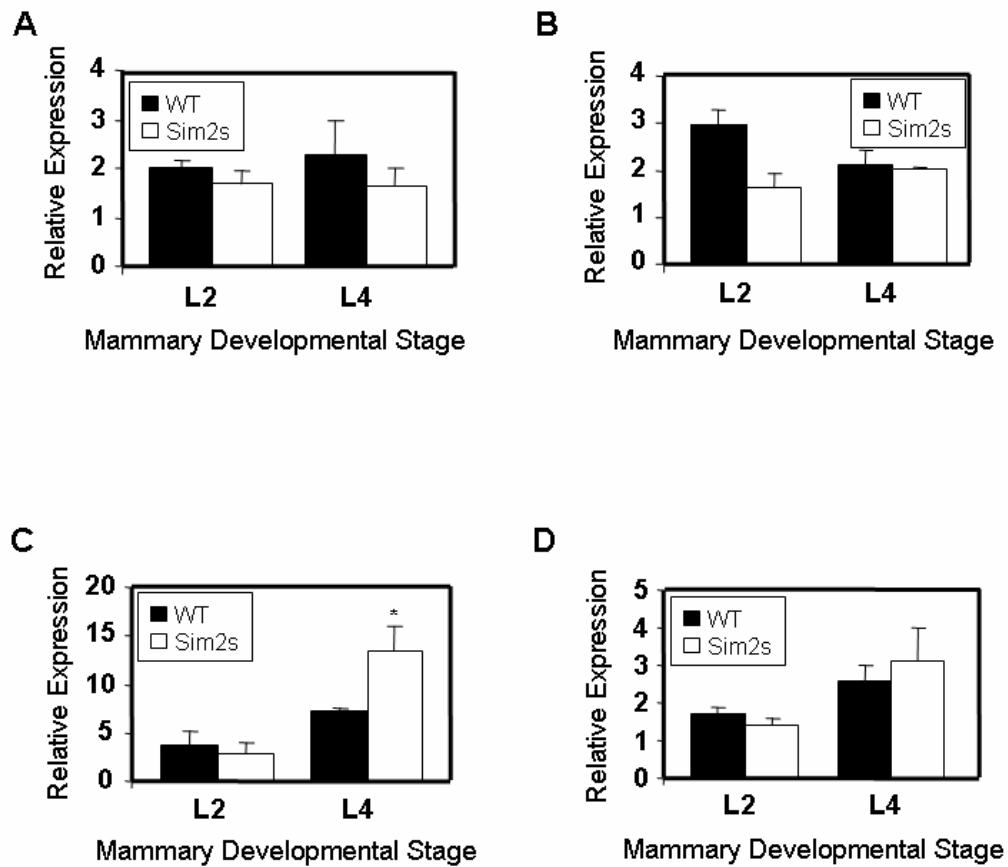 A
Relative Expression
4
3
2
1
0
WT
Sim2s
L2 L4
Mammary Developmental Stage
B
Relative Expression
4
3
2
1
0
WT
Sim2s
L2 L4
Mammary Developmental Stage
C
Relative Expression
20
15
10
5
0
WT
Sim2s
*
L2 L4
Mammary Developmental Stage
D
Relative Expression
5
4
3
2
1
0
WT
Sim2s
L2 L4
Mammary Developmental Stage